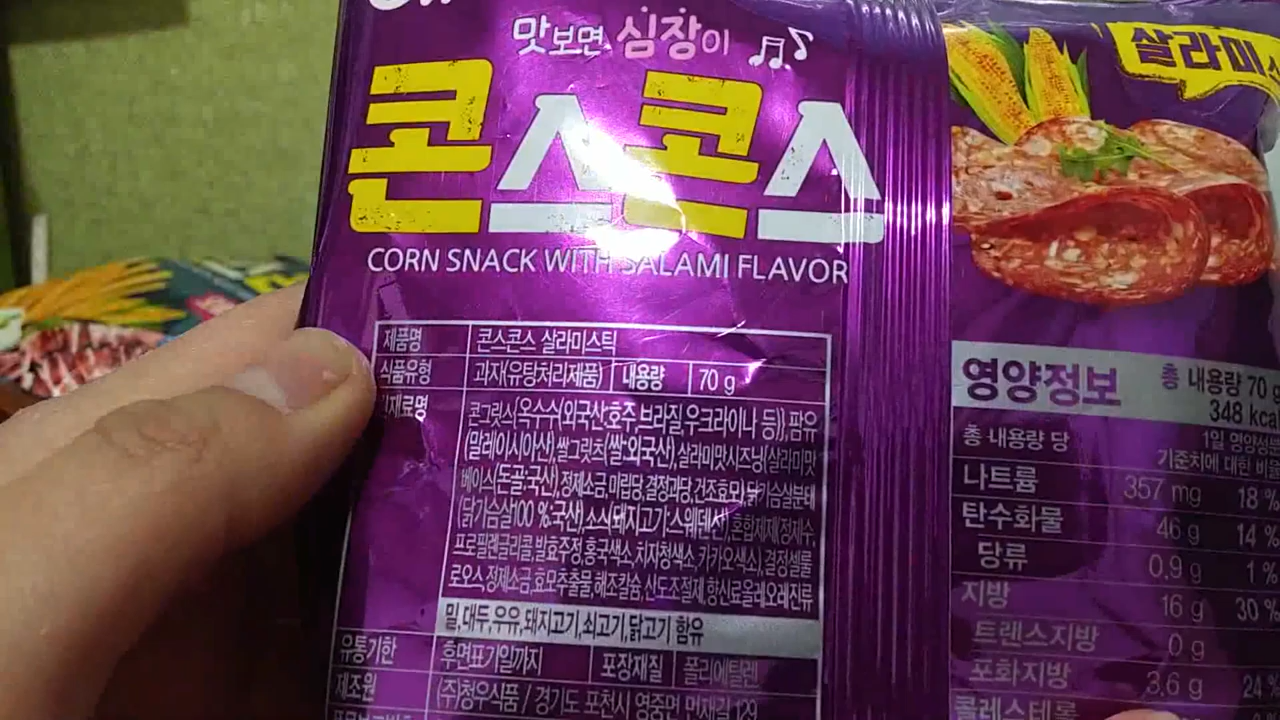 맛보면 심장이
콘스콘스
CORN SNACK WITH SALAMI FLAVOR
제품명 콘스콘스 살라미스틱
식품유형 과자(유탕처리제품) 내용량 70 g
재료명 콘그릿스{옥수수(외국산:호주,브라질,우크라이나 등)},팜유
(말레이시아산),쌀그릿츠(쌀:외국산),살라미맛시즈닝{살라미맛
베이스(돈골:국산),정제소금,미립당,결정과당,건조효모},닭가슴살분태
(닭가슴살100 %:국산),소시(돼지고기:스웨덴산),혼합제제(정제수,
프로필렌글리콜,발효주정,홍국색소,치자청색소,카카오색소),결정셀룰
로오스,정제소금,효모추출물,해조칼슘,산도조절제,향신료올레오레진류
밀,대두,우유,돼지고기,쇠고기,닭고기 함유
유통기한 후면표기일까지 포장재질 폴리에틸렌
제조원 (주)청우식품 / 경기도 포천시 영중면 먼재길 129
살라미
영양정보
총 내용량 70 g
348 kcal
총 내용량 당
1일 영양성분
기준치에 대한 비율
나트륨 357 mg 18 %
탄수화물 46 g 14 %
당류 0.9 g 1 %
지방 16 g 30 %
트랜스지방 0 g
포화지방 3.6 g 24 %
콜레스테롤